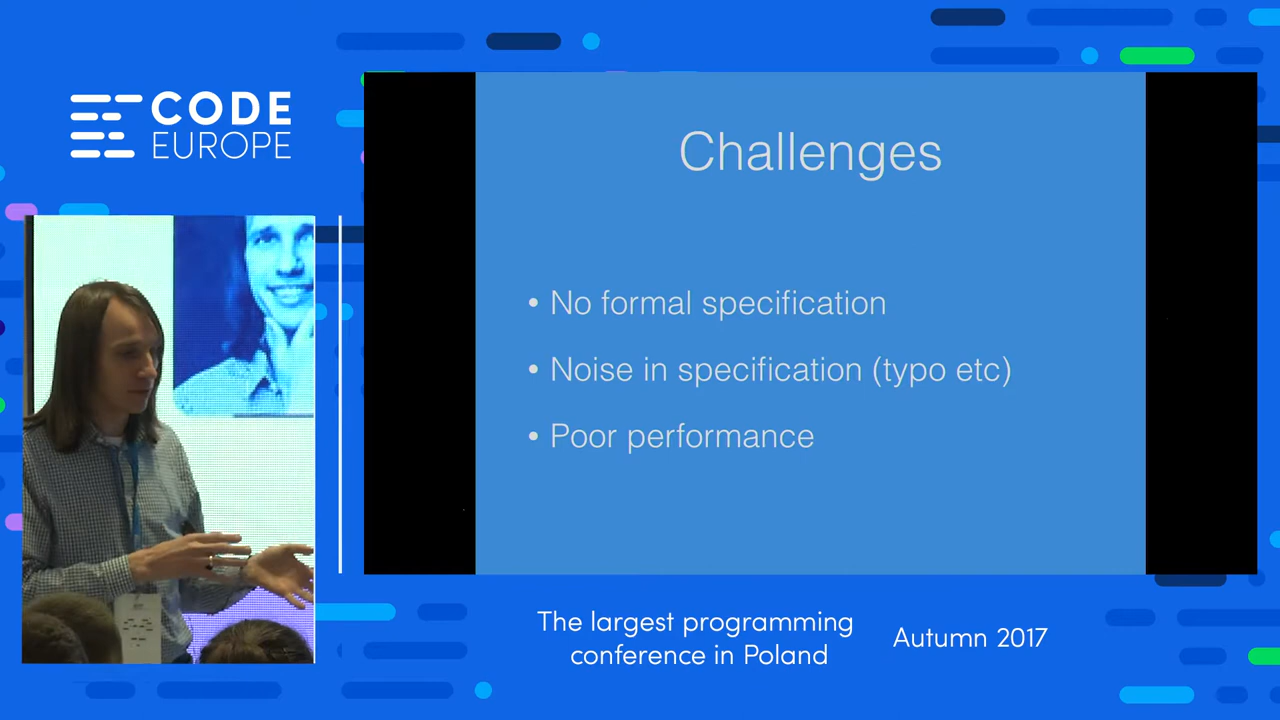 CODE
EUROPE
Challenges
• No formal specification
• Noise in specification (typo etc)
• Poor performance
The largest programming
conference in Poland
Autumn 2017